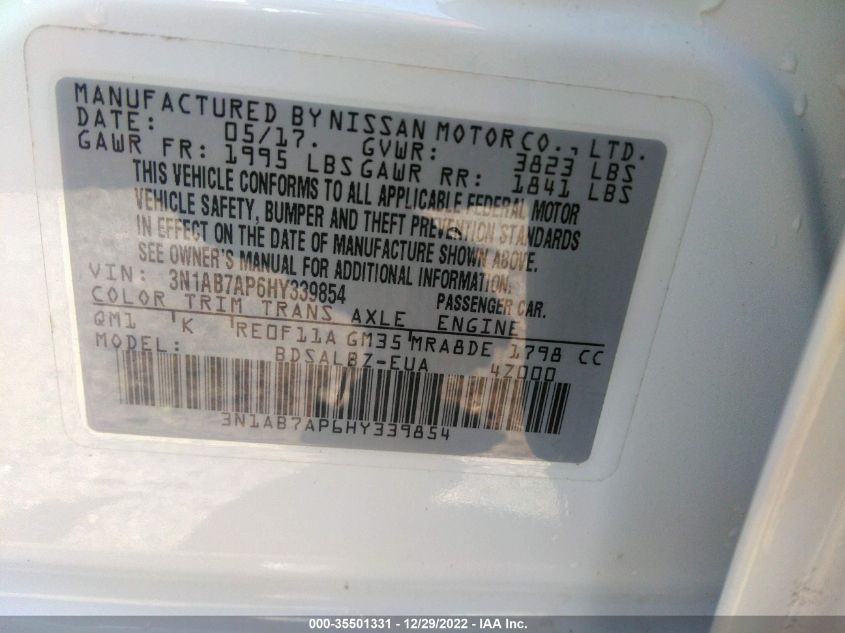 MANUFACTURED BY NISSAN MOTOR CO., LTD.
DATE: 05/17. GVWR: 3823 LBS
GAWR FR: 1995 LBS GAWR RR: 1841 LBS
THIS VEHICLE CONFORMS TO ALL APPLICABLE FEDERAL MOTOR
VEHICLE SAFETY, BUMPER AND THEFT PREVENTION STANDARDS
IN EFFECT ON THE DATE OF MANUFACTURE SHOWN ABOVE.
SEE OWNER'S MANUAL FOR ADDITIONAL INFORMATION.
VIN: 3N1AB7AP6HY339854 PASSENGER CAR.
COLOR TRIM TRANS AXLE ENGINE
QM1 K RE0F11A GM35 MRA8DE 1798 CC
MODEL: BDSALBZ-EUA 4Z000
3N1AB7AP6HY339854
000-35501331 - 12/29/2022 - IAA Inc.